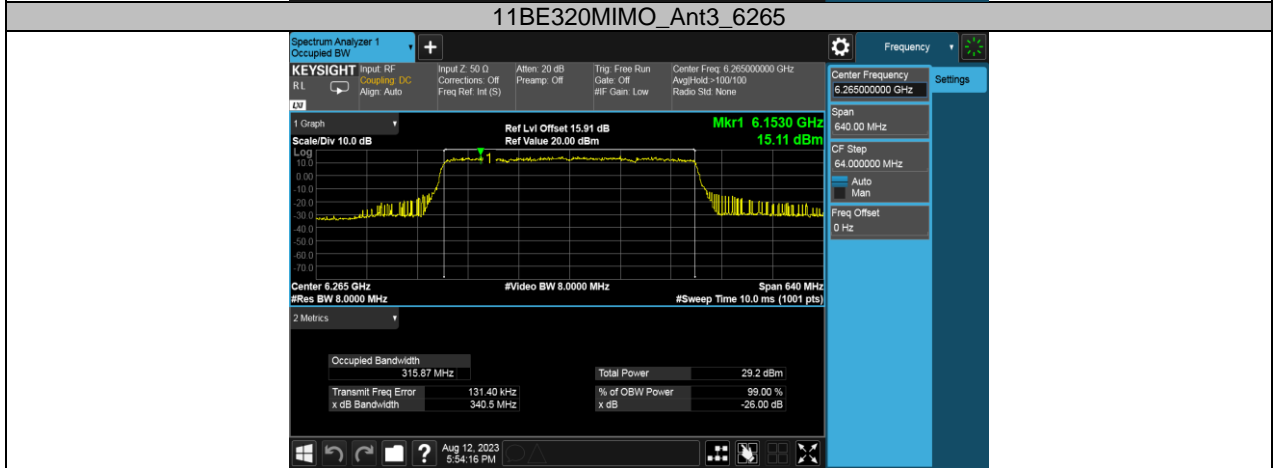 11BE320MIMO_Ant3_6265
Spectrum Analyzer 1
Occupied BW
+
Frequency
KEYSIGHT
RL
LXI
Input: RF
Coupling: DC
Align: Auto
Input Z: 50 Ω
Corrections: Off
Freq Ref: Int (S)
Atten: 20 dB
Preamp: Off
Trig: Free Run
Gate: Off
#IF Gain: Low
Center Freq: 6.265000000 GHz
Avg|Hold:>100/100
Radio Std: None
Center Frequency
6.265000000 GHz
Settings
Span
640.00 MHz
CF Step
64.000000 MHz
Auto
Man
Freq Offset
0 Hz
1 Graph
Scale/Div 10.0 dB
Ref Lvl Offset 15.91 dB
Ref Value 20.00 dBm
Mkr1 6.1530 GHz
15.11 dBm
Log
10.0
0.00
-10.0
-20.0
-30.0
-40.0
-50.0
-60.0
-70.0
1
Center 6.265 GHz
#Res BW 8.0000 MHz
#Video BW 8.0000 MHz
Span 640 MHz
#Sweep Time 10.0 ms (1001 pts)
2 Metrics
Occupied Bandwidth
315.87 MHz
Transmit Freq Error 131.40 kHz
x dB Bandwidth 340.5 MHz
Total Power 29.2 dBm
% of OBW Power 99.00 %
x dB -26.00 dB
?
Aug 12, 2023
5:54:16 PM